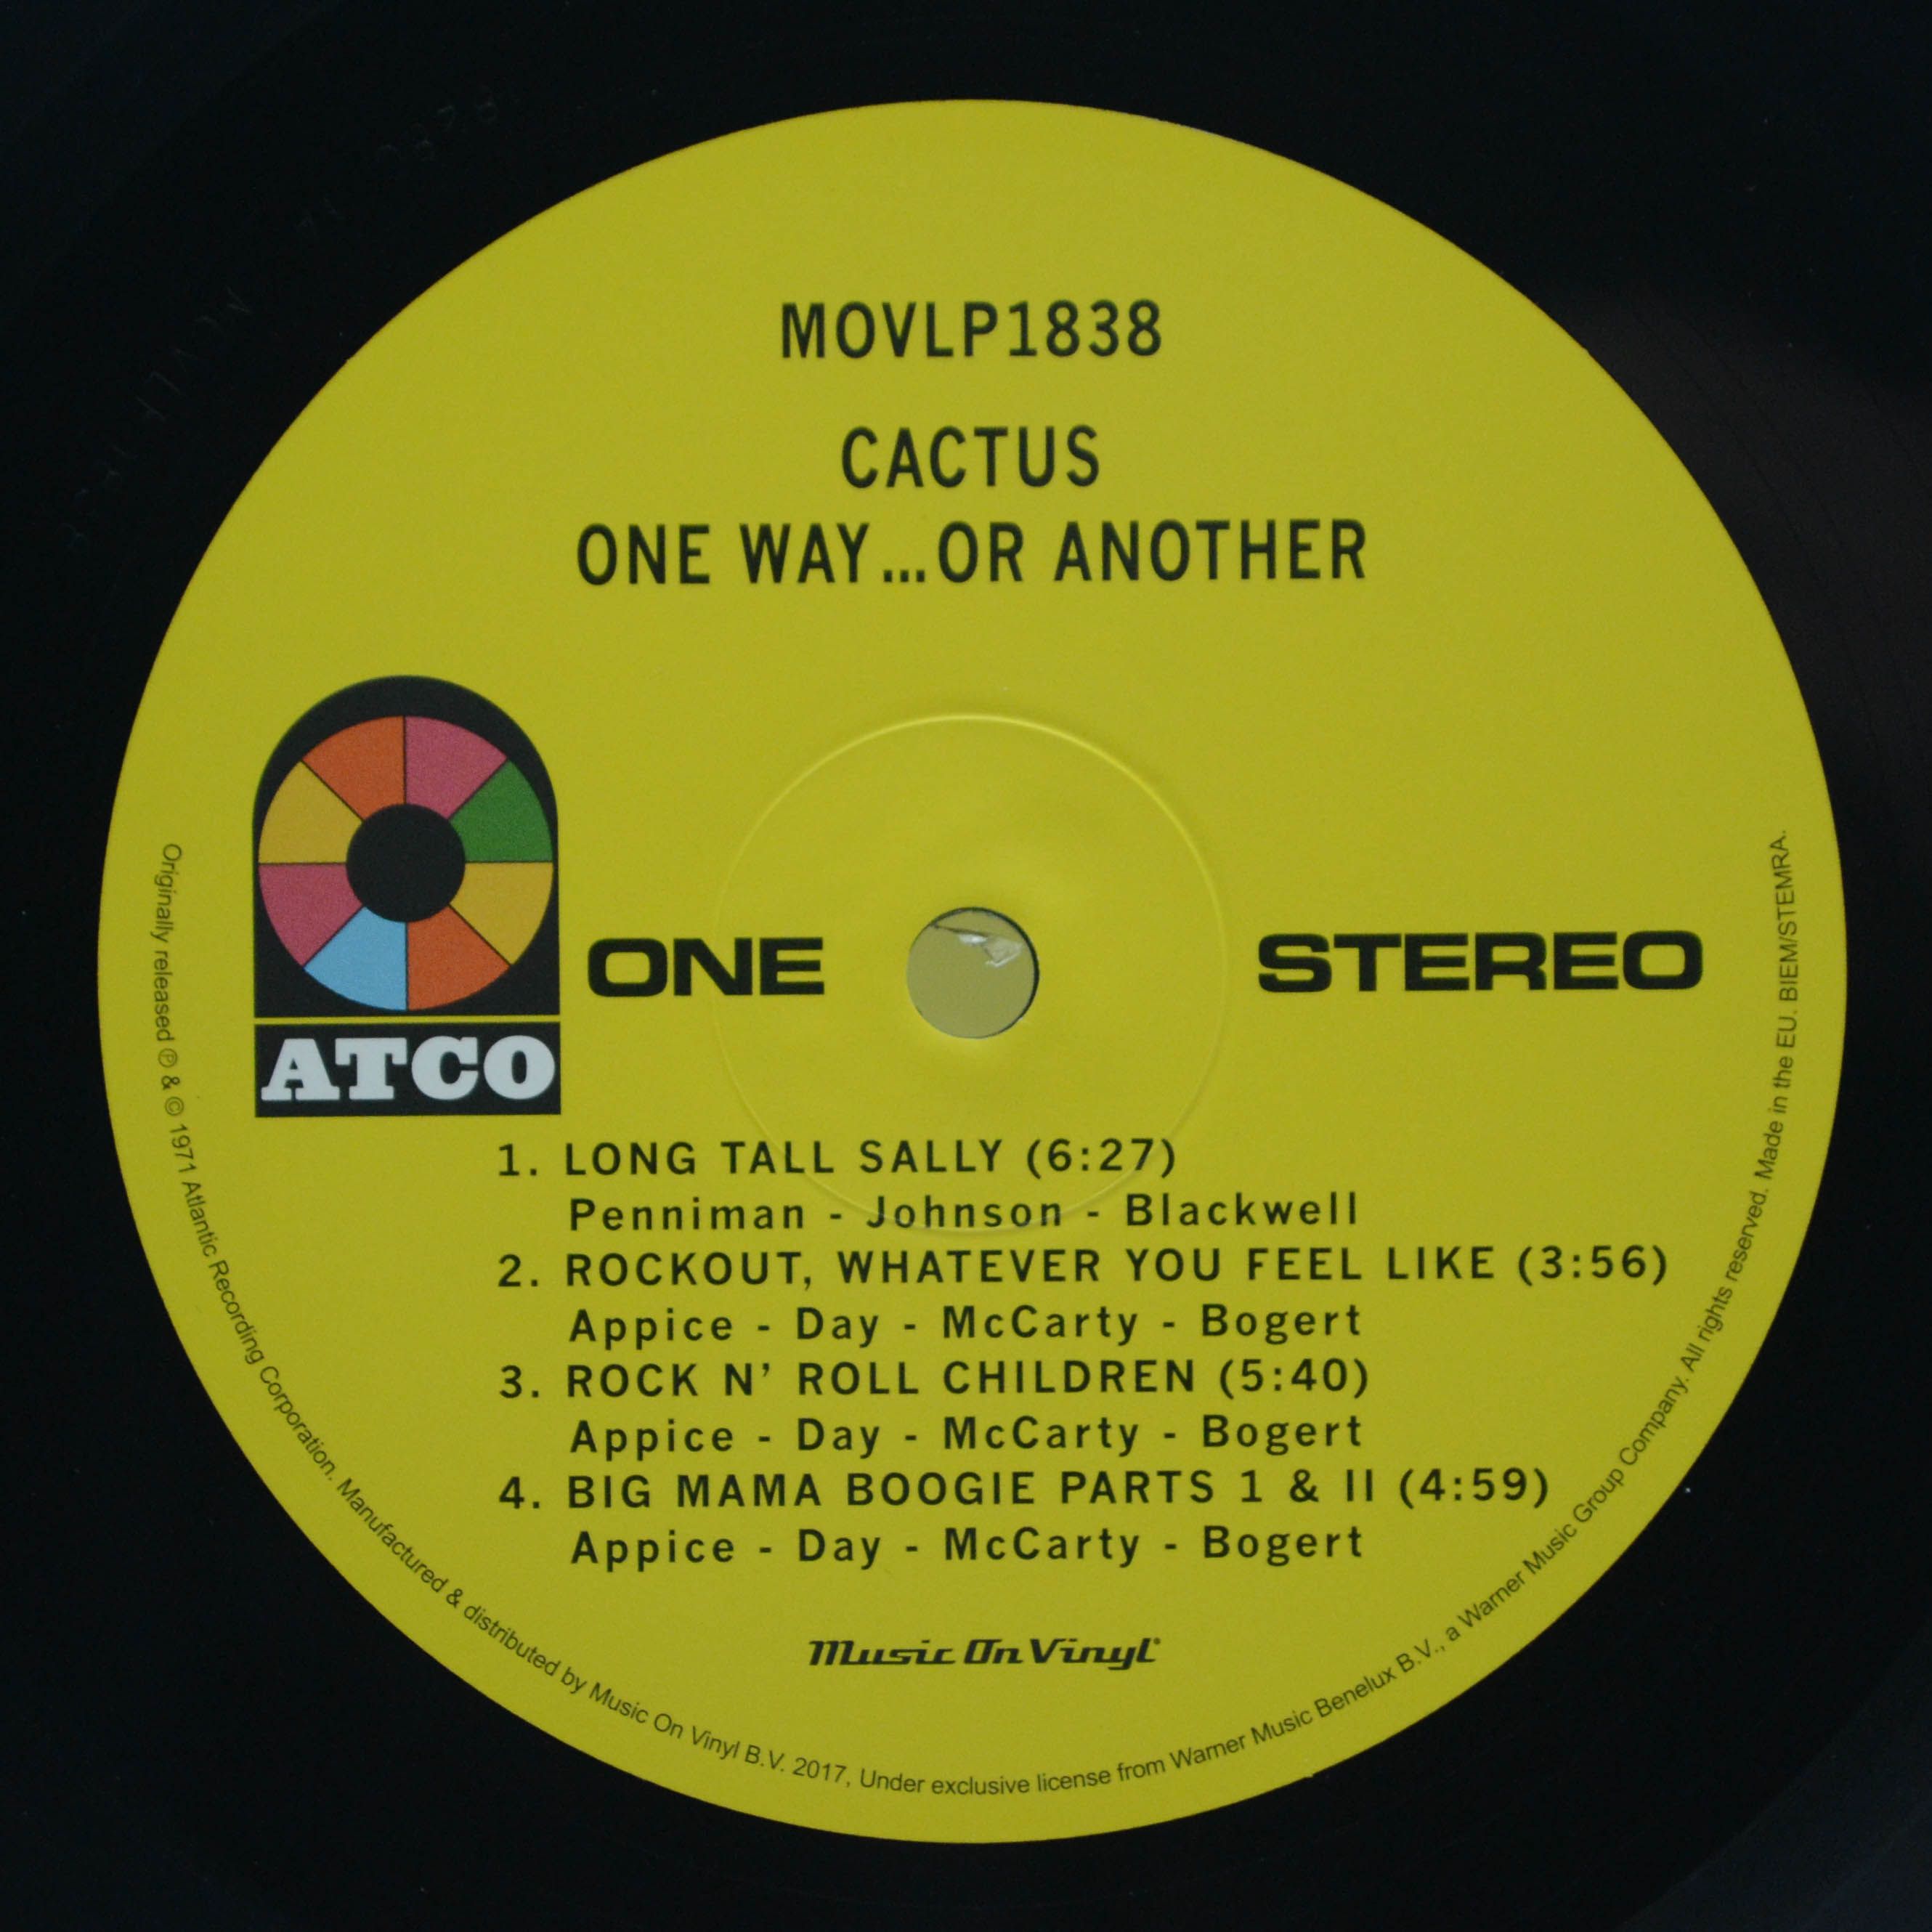 MOVLP1838
CACTUS
ONE WAY...OR ANOTHER
ATCO
ONE
STEREO
1. LONG TALL SALLY (6:27)
Penniman - Johnson - Blackwell
2. ROCKOUT, WHATEVER YOU FEEL LIKE (3:56)
Appice - Day - McCarty - Bogert
3. ROCK N’ ROLL CHILDREN (5:40)
Appice - Day - McCarty - Bogert
4. BIG MAMA BOOGIE PARTS 1 & II (4:59)
Appice - Day - McCarty - Bogert
Music On Vinyl®
Originally released ℗ & © 1971 Atlantic Recording Corporation. Manufactured & distributed by Music On Vinyl B.V. 2017, Under exclusive license from Warner Music Benelux B.V., a Warner Music Group Company. All rights reserved. Made in the EU. BIEM/STEMRA.